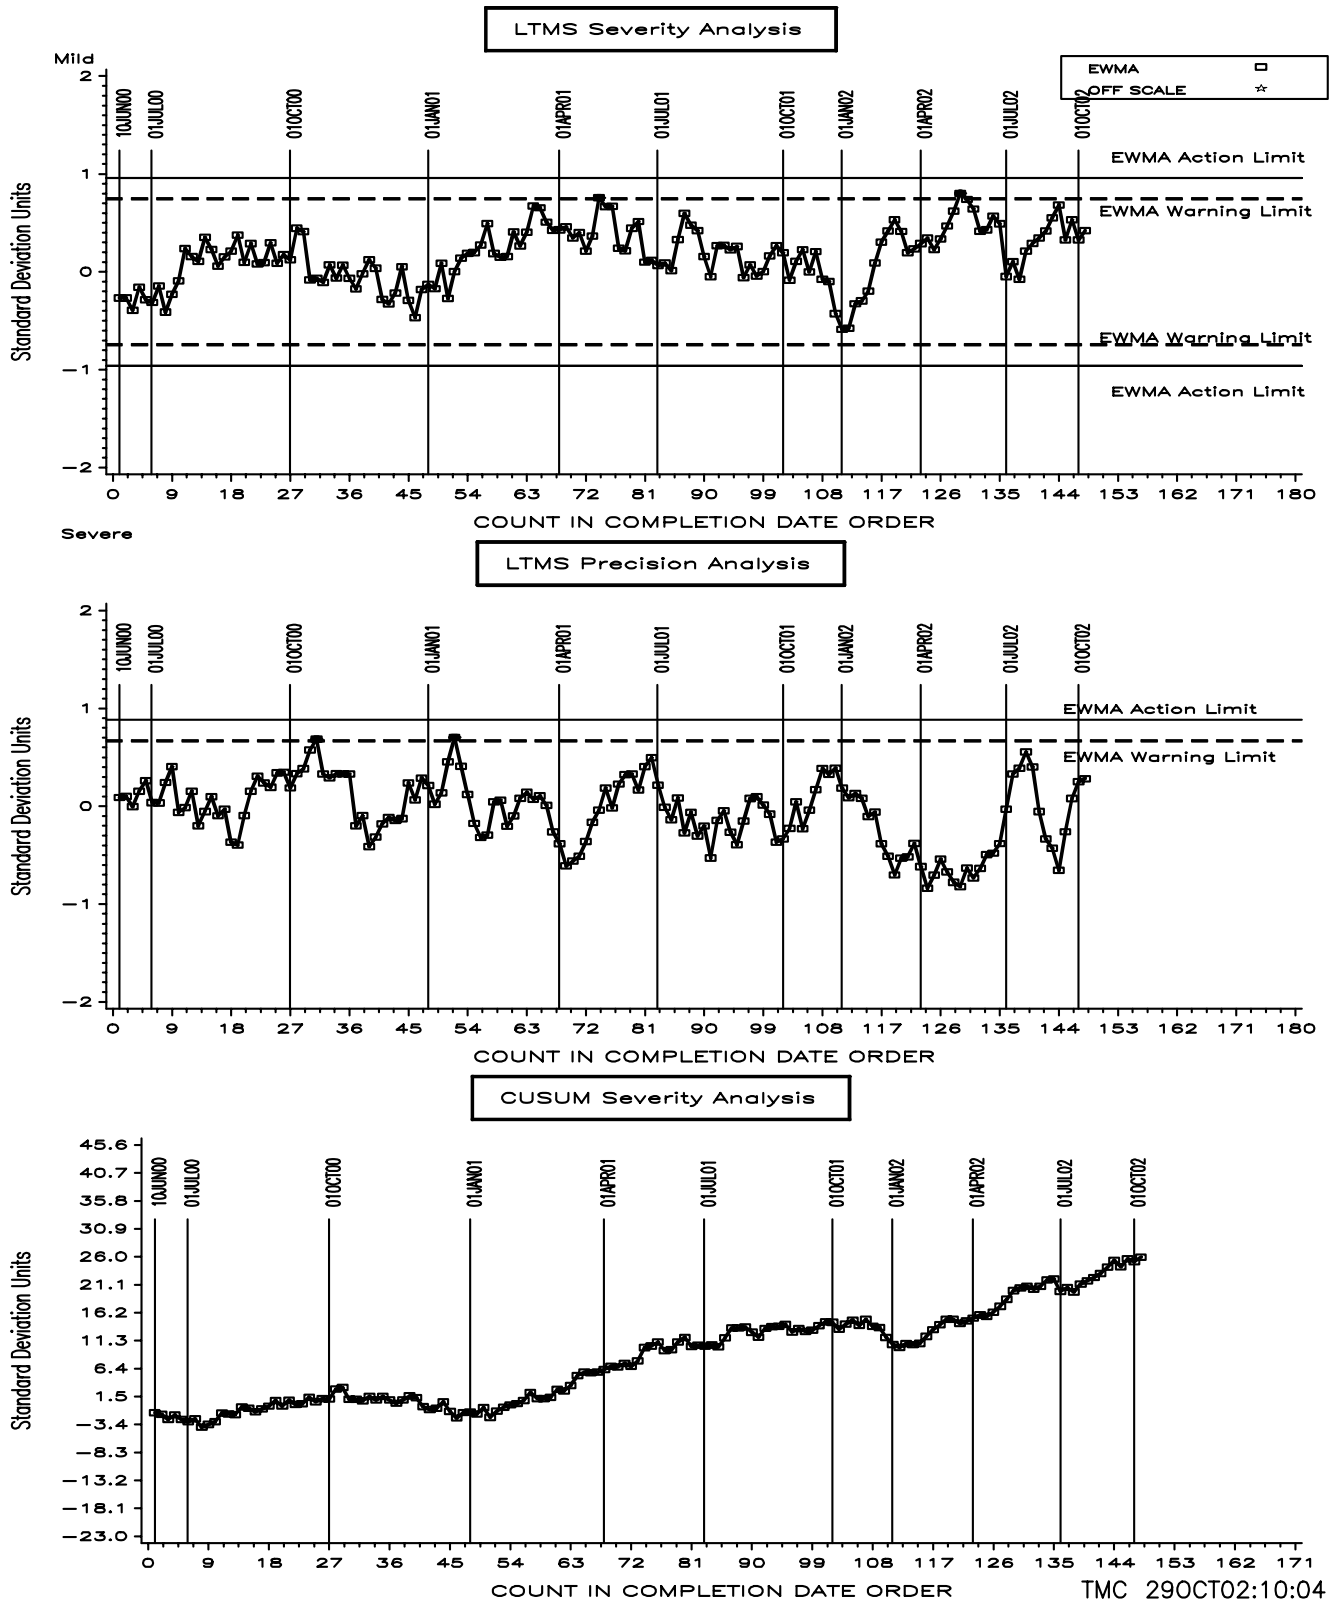 LTMS Severity Analysis
Mild
EWMA
OFF SCALE
10JUN00 01JUL00 01OCT00 01JAN01 01APR01 01JUL01 01OCT01 01JAN02 01APR02 01JUL02 01OCT02
2
1
0
-1
-2
Standard Deviation Units
EWMA Action Limit
EWMA Warning Limit
EWMA Warning Limit
EWMA Action Limit
0 9 18 27 36 45 54 63 72 81 90 99 108 117 126 135 144 153 162 171 180
COUNT IN COMPLETION DATE ORDER
Severe
LTMS Precision Analysis
10JUN00 01JUL00 01OCT00 01JAN01 01APR01 01JUL01 01OCT01 01JAN02 01APR02 01JUL02 01OCT02
2
1
0
-1
-2
Standard Deviation Units
EWMA Action Limit
EWMA Warning Limit
0 9 18 27 36 45 54 63 72 81 90 99 108 117 126 135 144 153 162 171 180
COUNT IN COMPLETION DATE ORDER
CUSUM Severity Analysis
10JUN00 01JUL00 01OCT00 01JAN01 01APR01 01JUL01 01OCT01 01JAN02 01APR02 01JUL02 01OCT02
45.6
40.7
35.8
30.9
26.0
21.1
16.2
11.3
6.4
1.5
-3.4
-8.3
-13.2
-18.1
-23.0
Standard Deviation Units
0 9 18 27 36 45 54 63 72 81 90 99 108 117 126 135 144 153 162 171
COUNT IN COMPLETION DATE ORDER
TMC 29OCT02:10:04